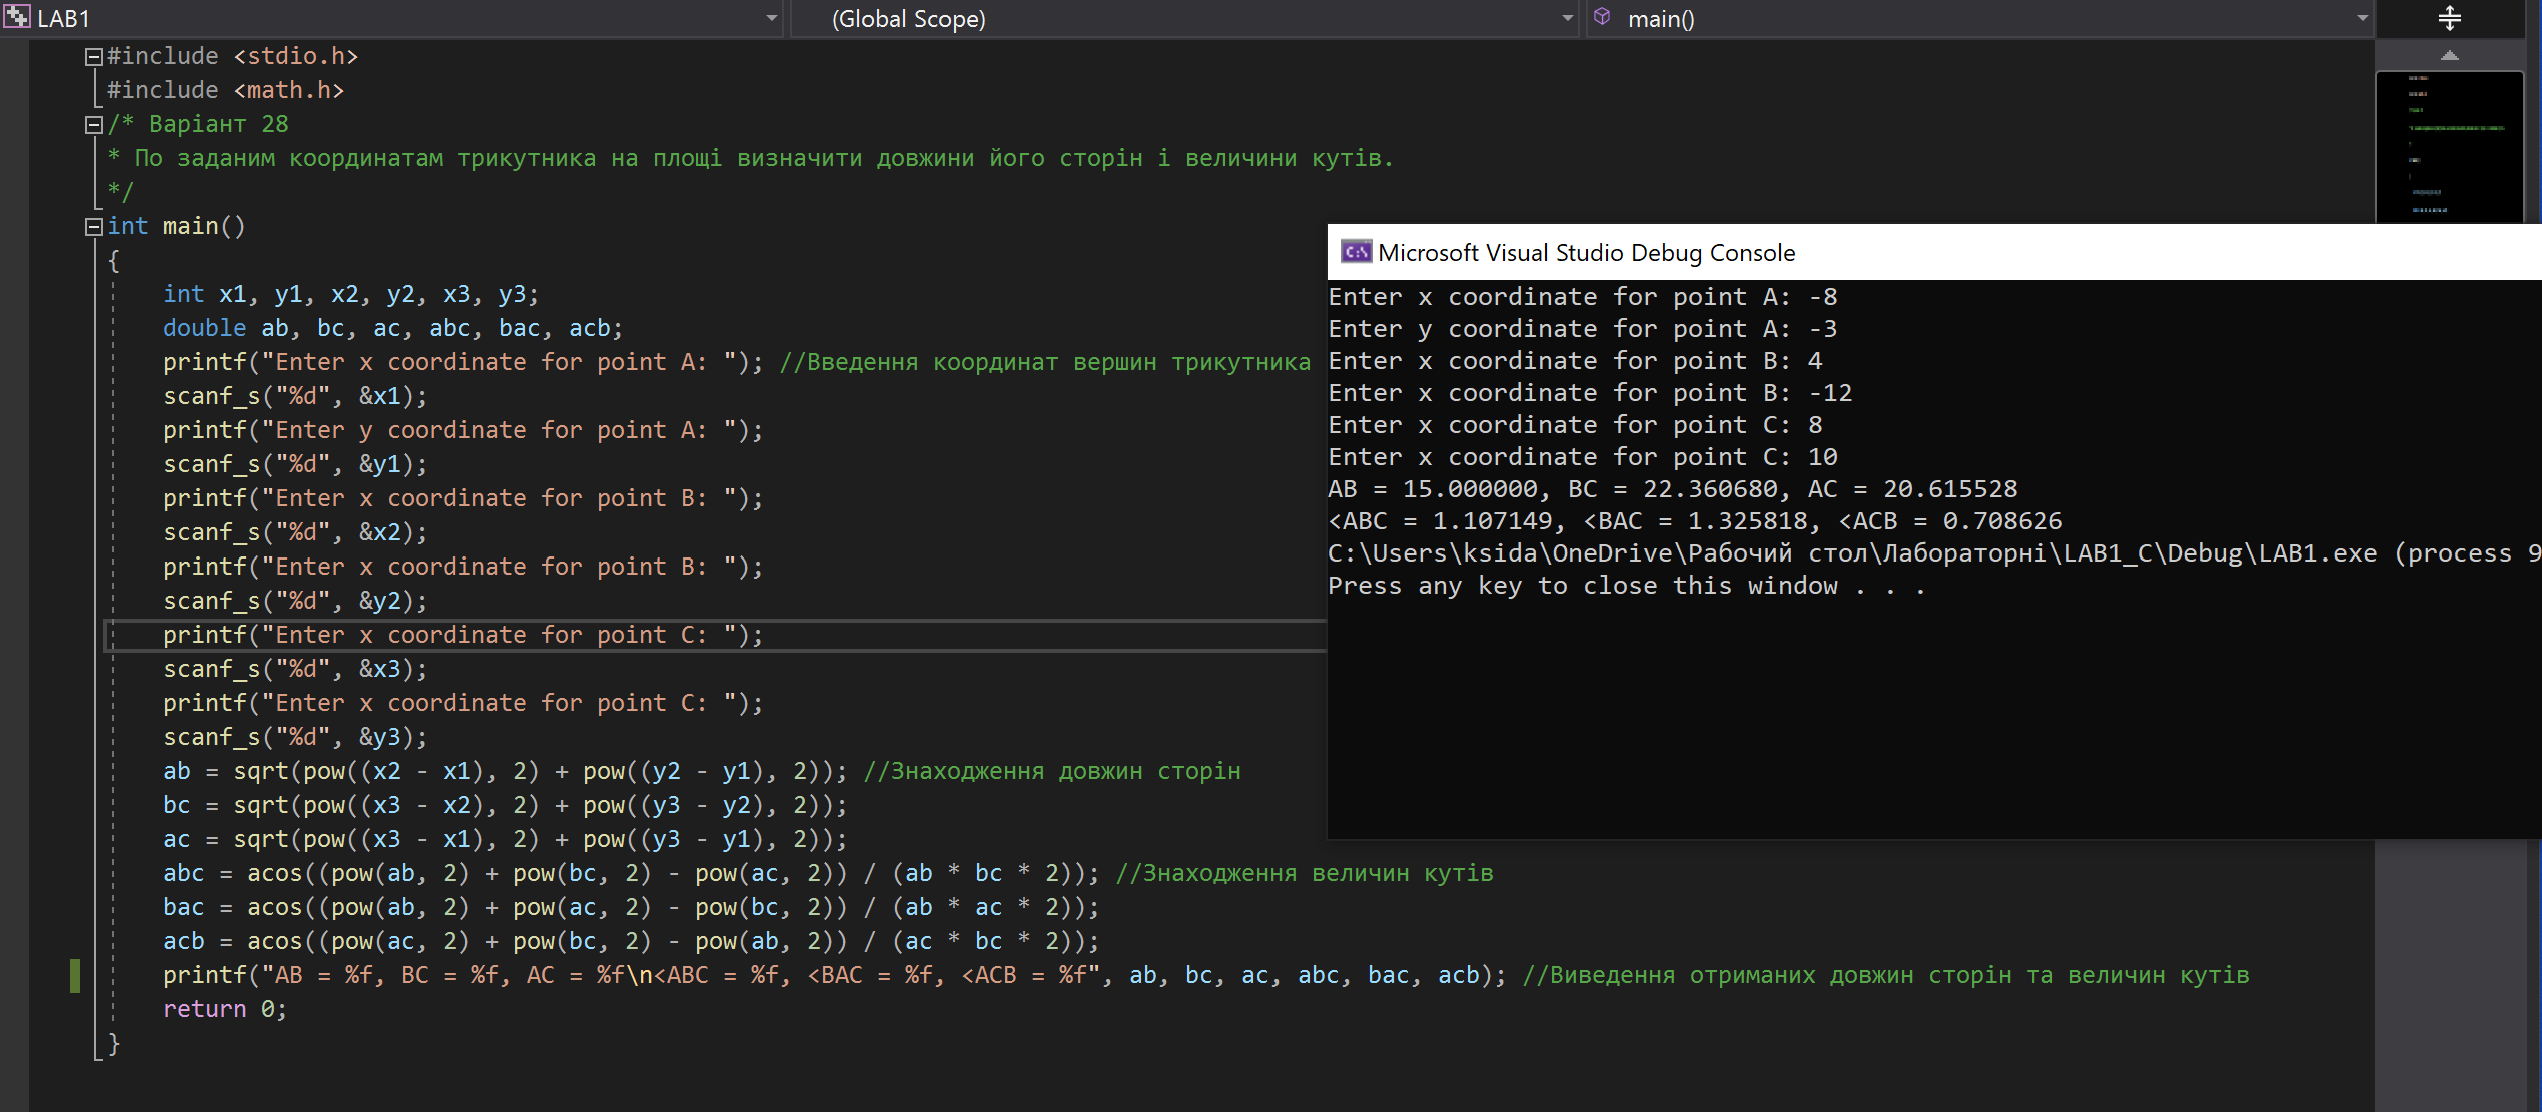 LAB1 (Global Scope) main()
#include <stdio.h>
#include <math.h>
/* Варіант 28
* По заданим координатам трикутника на площі визначити довжини його сторін і величини кутів.
*/
int main()
{
int x1, y1, x2, y2, x3, y3;
double ab, bc, ac, abc, bac, acb;
printf("Enter x coordinate for point A: "); //Введення координат вершин трикутника
scanf_s("%d", &x1);
printf("Enter y coordinate for point A: ");
scanf_s("%d", &y1);
printf("Enter x coordinate for point B: ");
scanf_s("%d", &x2);
printf("Enter x coordinate for point B: ");
scanf_s("%d", &y2);
printf("Enter x coordinate for point C: ");
scanf_s("%d", &x3);
printf("Enter x coordinate for point C: ");
scanf_s("%d", &y3);
ab = sqrt(pow((x2 - x1), 2) + pow((y2 - y1), 2)); //Знаходження довжин сторін
bc = sqrt(pow((x3 - x2), 2) + pow((y3 - y2), 2));
ac = sqrt(pow((x3 - x1), 2) + pow((y3 - y1), 2));
abc = acos((pow(ab, 2) + pow(bc, 2) - pow(ac, 2)) / (ab * bc * 2)); //Знаходження величин кутів
bac = acos((pow(ab, 2) + pow(ac, 2) - pow(bc, 2)) / (ab * ac * 2));
acb = acos((pow(ac, 2) + pow(bc, 2) - pow(ab, 2)) / (ac * bc * 2));
printf("AB = %f, BC = %f, AC = %f\n<ABC = %f, <BAC = %f, <ACB = %f", ab, bc, ac, abc, bac, acb); //Виведення отриманих довжин сторін та величин кутів
return 0;
}
C:\ Microsoft Visual Studio Debug Console
Enter x coordinate for point A: -8
Enter y coordinate for point A: -3
Enter x coordinate for point B: 4
Enter x coordinate for point B: -12
Enter x coordinate for point C: 8
Enter x coordinate for point C: 10
AB = 15.000000, BC = 22.360680, AC = 20.615528
<ABC = 1.107149, <BAC = 1.325818, <ACB = 0.708626
C:\Users\ksida\OneDrive\Рабочий стол\Лабораторні\LAB1_C\Debug\LAB1.exe (process 9
Press any key to close this window . . .